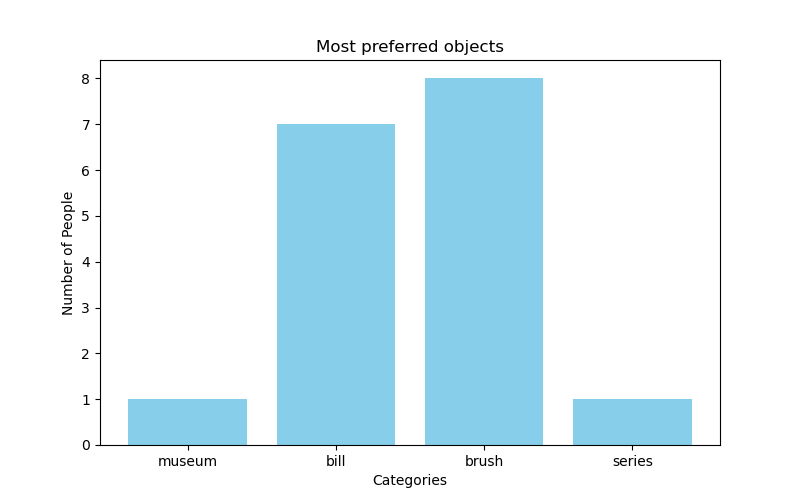 Most preferred objects
8
7
6
5
4
3
2
1
0
Number of People
museum bill brush series
Categories